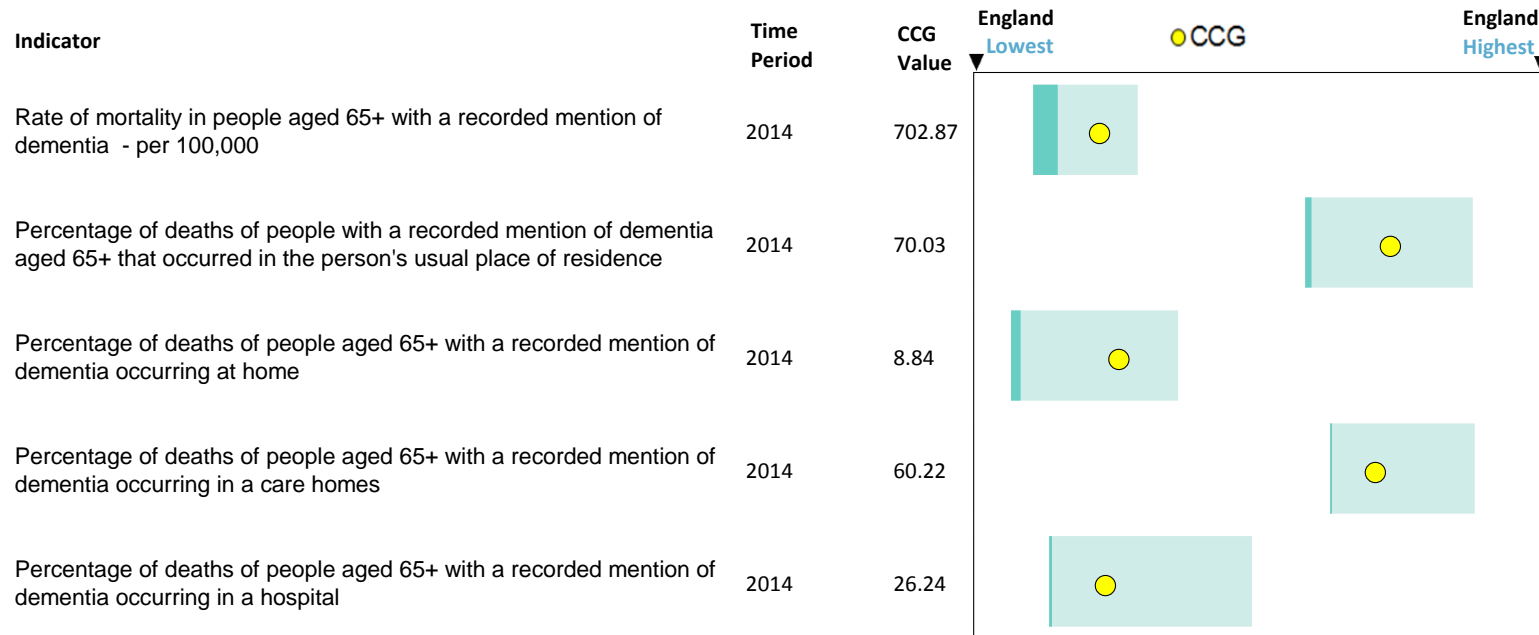 Indicator
Time
Period
CCG
Value
England
Lowest
CCG
England
Highest
Rate of mortality in people aged 65+ with a recorded mention of
dementia - per 100,000
2014
702.87
Percentage of deaths of people with a recorded mention of dementia
aged 65+ that occurred in the person's usual place of residence
2014
70.03
Percentage of deaths of people aged 65+ with a recorded mention of
dementia occurring at home
2014
8.84
Percentage of deaths of people aged 65+ with a recorded mention of
dementia occurring in a care homes
2014
60.22
Percentage of deaths of people aged 65+ with a recorded mention of
dementia occurring in a hospital
2014
26.24